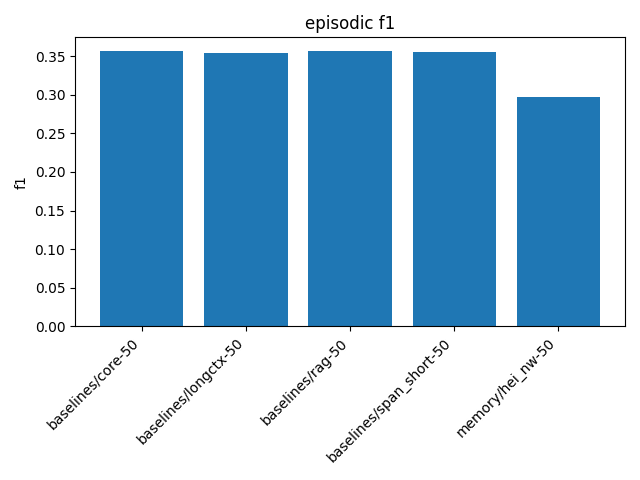 episodic f1
0.35
0.30
0.25
0.20
0.15
0.10
0.05
0.00
f1
baselines/core-50
baselines/longctx-50
baselines/rag-50
baselines/span_short-50
memory/hei_nw-50